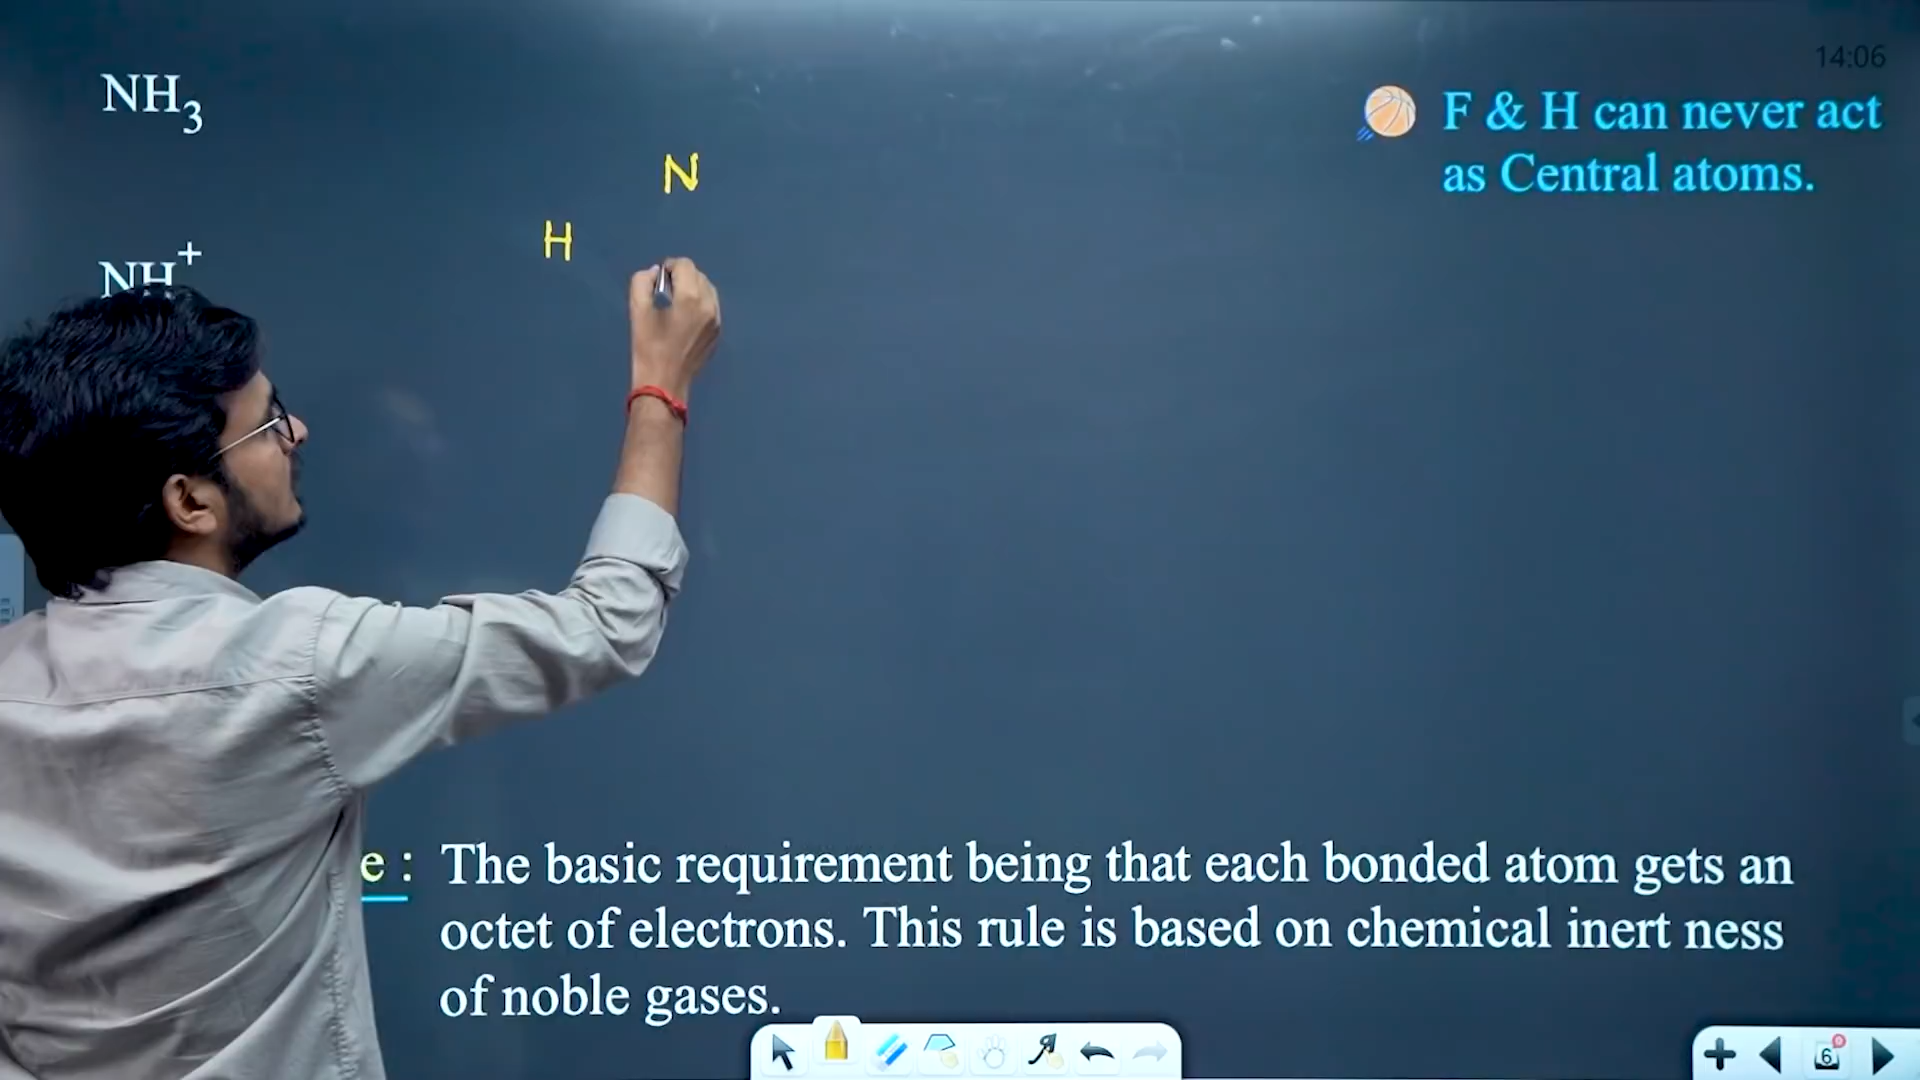 14:06
NH₃
F & H can never act
as Central atoms.
N
H
NH⁺
e : The basic requirement being that each bonded atom gets an
octet of electrons. This rule is based on chemical inert ness
of noble gases.
6